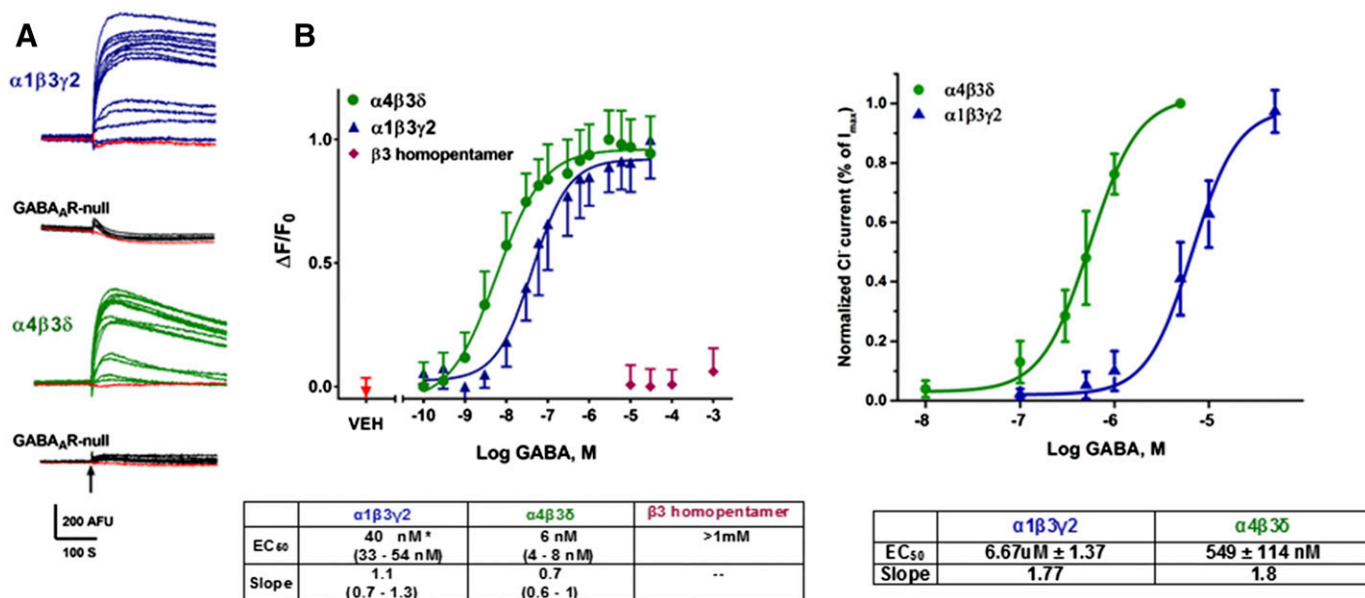 A
α1β3γ2
GABAAR-null
α4β3δ
GABAAR-null
200 AFU
100 S
B
α4β3δ
α1β3γ2
β3 homopentamer
ΔF/F0
1.0
0.5
0.0
VEH
-10 -9 -8 -7 -6 -5 -4 -3
Log GABA, M
α1β3γ2 α4β3δ β3 homopentamer
EC50 40 nM * 6 nM >1mM
(33 - 54 nM) (4 - 8 nM)
Slope 1.1 0.7 --
(0.7 - 1.3) (0.6 - 1)
α4β3δ
α1β3γ2
Normalized Cl- current (% of Imax)
1.0
0.8
0.6
0.4
0.2
0.0
-8 -7 -6 -5
Log GABA, M
α1β3γ2 α4β3δ
EC50 6.67uM ± 1.37 549 ± 114 nM
Slope 1.77 1.8